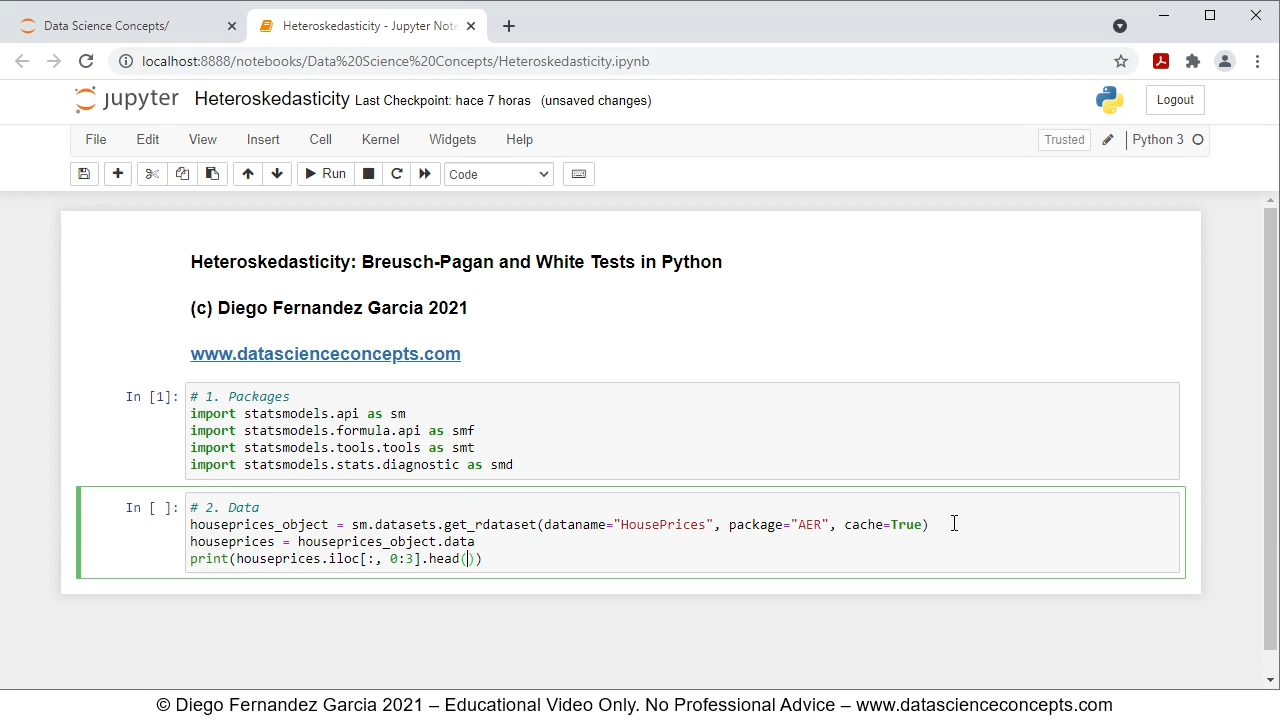 Data Science Concepts/
Heteroskedasticity - Jupyter Note
localhost:8888/notebooks/Data%20Science%20Concepts/Heteroskedasticity.ipynb
jupyter Heteroskedasticity Last Checkpoint: hace 7 horas (unsaved changes)
Logout
File Edit View Insert Cell Kernel Widgets Help
Trusted Python 3
Run Code
Heteroskedasticity: Breusch-Pagan and White Tests in Python
(c) Diego Fernandez Garcia 2021
www.datascienceconcepts.com
In [1]: # 1. Packages
import statsmodels.api as sm
import statsmodels.formula.api as smf
import statsmodels.tools.tools as smt
import statsmodels.stats.diagnostic as smd
In [ ]: # 2. Data
houseprices_object = sm.datasets.get_rdataset(dataname="HousePrices", package="AER", cache=True)
houseprices = houseprices_object.data
print(houseprices.iloc[:, 0:3].head())
© Diego Fernandez Garcia 2021 – Educational Video Only. No Professional Advice – www.datascienceconcepts.com